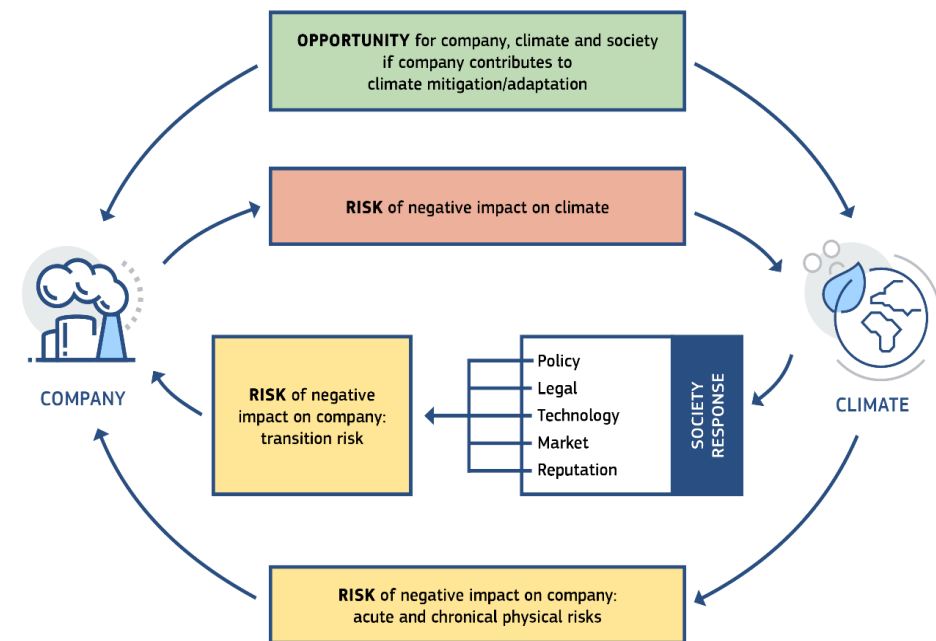 OPPORTUNITY for company, climate and society
if company contributes to
climate mitigation/adaptation
RISK of negative impact on climate
COMPANY
RISK of negative
impact on company:
transition risk
Policy
Legal
Technology
Market
Reputation
SOCIETY
RESPONSE
CLIMATE
RISK of negative impact on company:
acute and chronical physical risks